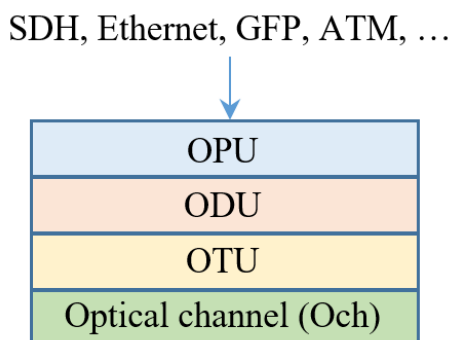 SDH, Ethernet, GFP, ATM, …
OPU
ODU
OTU
Optical channel (Och)